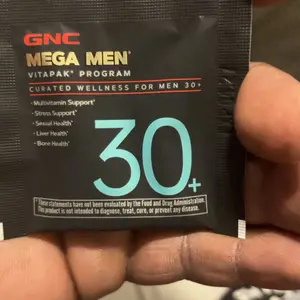 GNC
MEGA MEN®
VITAPAK® PROGRAM
CURATED WELLNESS FOR MEN 30+
•Multivitamin Support*
•Stress Support*
•Sexual Health*
•Liver Health*
•Bone Health*
30+
*These statements have not been evaluated by the Food and Drug Administration.
This product is not intended to diagnose, treat, cure, or prevent any disease.